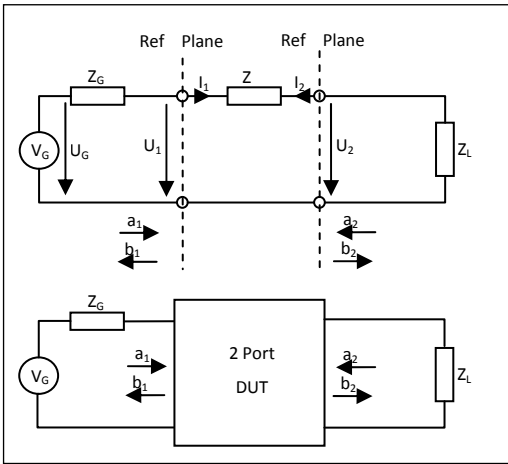 Ref Plane Ref Plane
Z_G I_1 Z I_2
V_G U_G U_1 U_2 Z_L
a_1 a_2
b_1 b_2
Z_G
a_1 2 Port a_2
V_G b_1 DUT b_2 Z_L